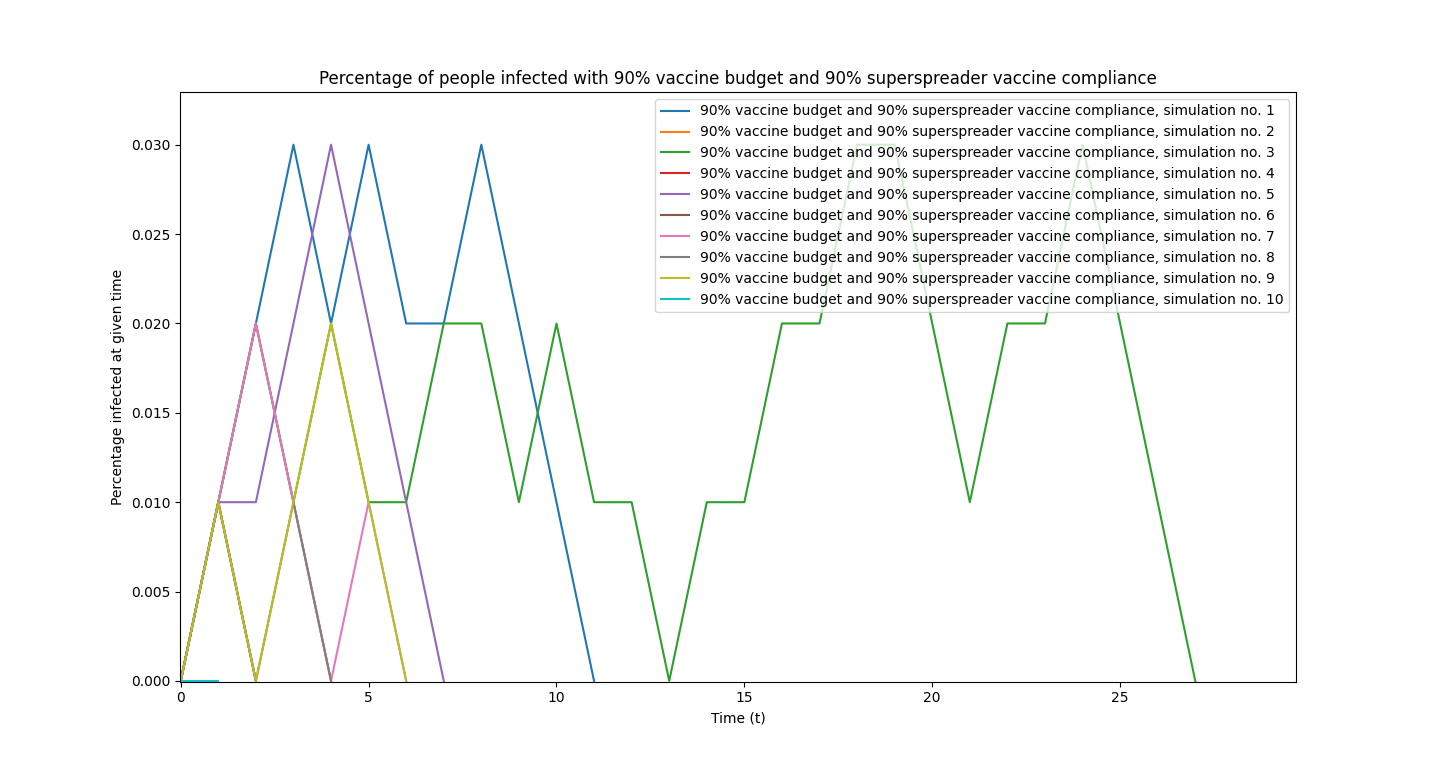 Percentage of people infected with 90% vaccine budget and 90% superspreader vaccine compliance
90% vaccine budget and 90% superspreader vaccine compliance, simulation no. 1
90% vaccine budget and 90% superspreader vaccine compliance, simulation no. 2
90% vaccine budget and 90% superspreader vaccine compliance, simulation no. 3
90% vaccine budget and 90% superspreader vaccine compliance, simulation no. 4
90% vaccine budget and 90% superspreader vaccine compliance, simulation no. 5
90% vaccine budget and 90% superspreader vaccine compliance, simulation no. 6
90% vaccine budget and 90% superspreader vaccine compliance, simulation no. 7
90% vaccine budget and 90% superspreader vaccine compliance, simulation no. 8
90% vaccine budget and 90% superspreader vaccine compliance, simulation no. 9
90% vaccine budget and 90% superspreader vaccine compliance, simulation no. 10
Percentage infected at given time
0.030
0.025
0.020
0.015
0.010
0.005
0.000
0 5 10 15 20 25
Time (t)